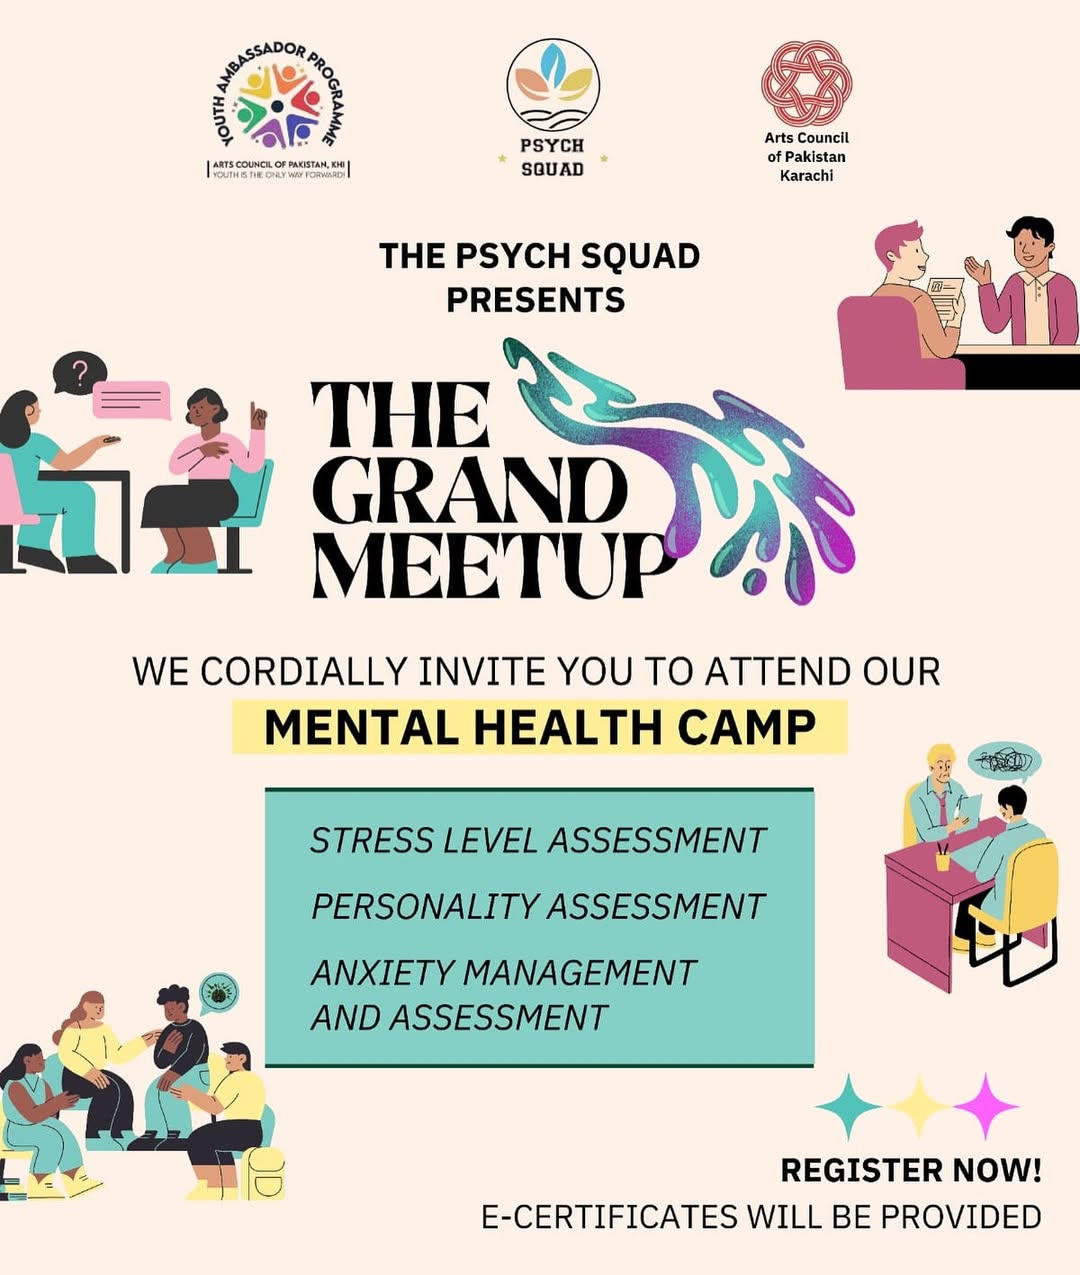 YOUTH AMBASSADOR PROGRAMME
ARTS COUNCIL OF PAKISTAN, KHI
YOUTH IS THE ONLY WAY FORWARD!
PSYCH
SQUAD
Arts Council
of Pakistan
Karachi
THE PSYCH SQUAD
PRESENTS
?
THE
GRAND
MEETUP
WE CORDIALLY INVITE YOU TO ATTEND OUR
MENTAL HEALTH CAMP
STRESS LEVEL ASSESSMENT
PERSONALITY ASSESSMENT
ANXIETY MANAGEMENT
AND ASSESSMENT
REGISTER NOW!
E-CERTIFICATES WILL BE PROVIDED